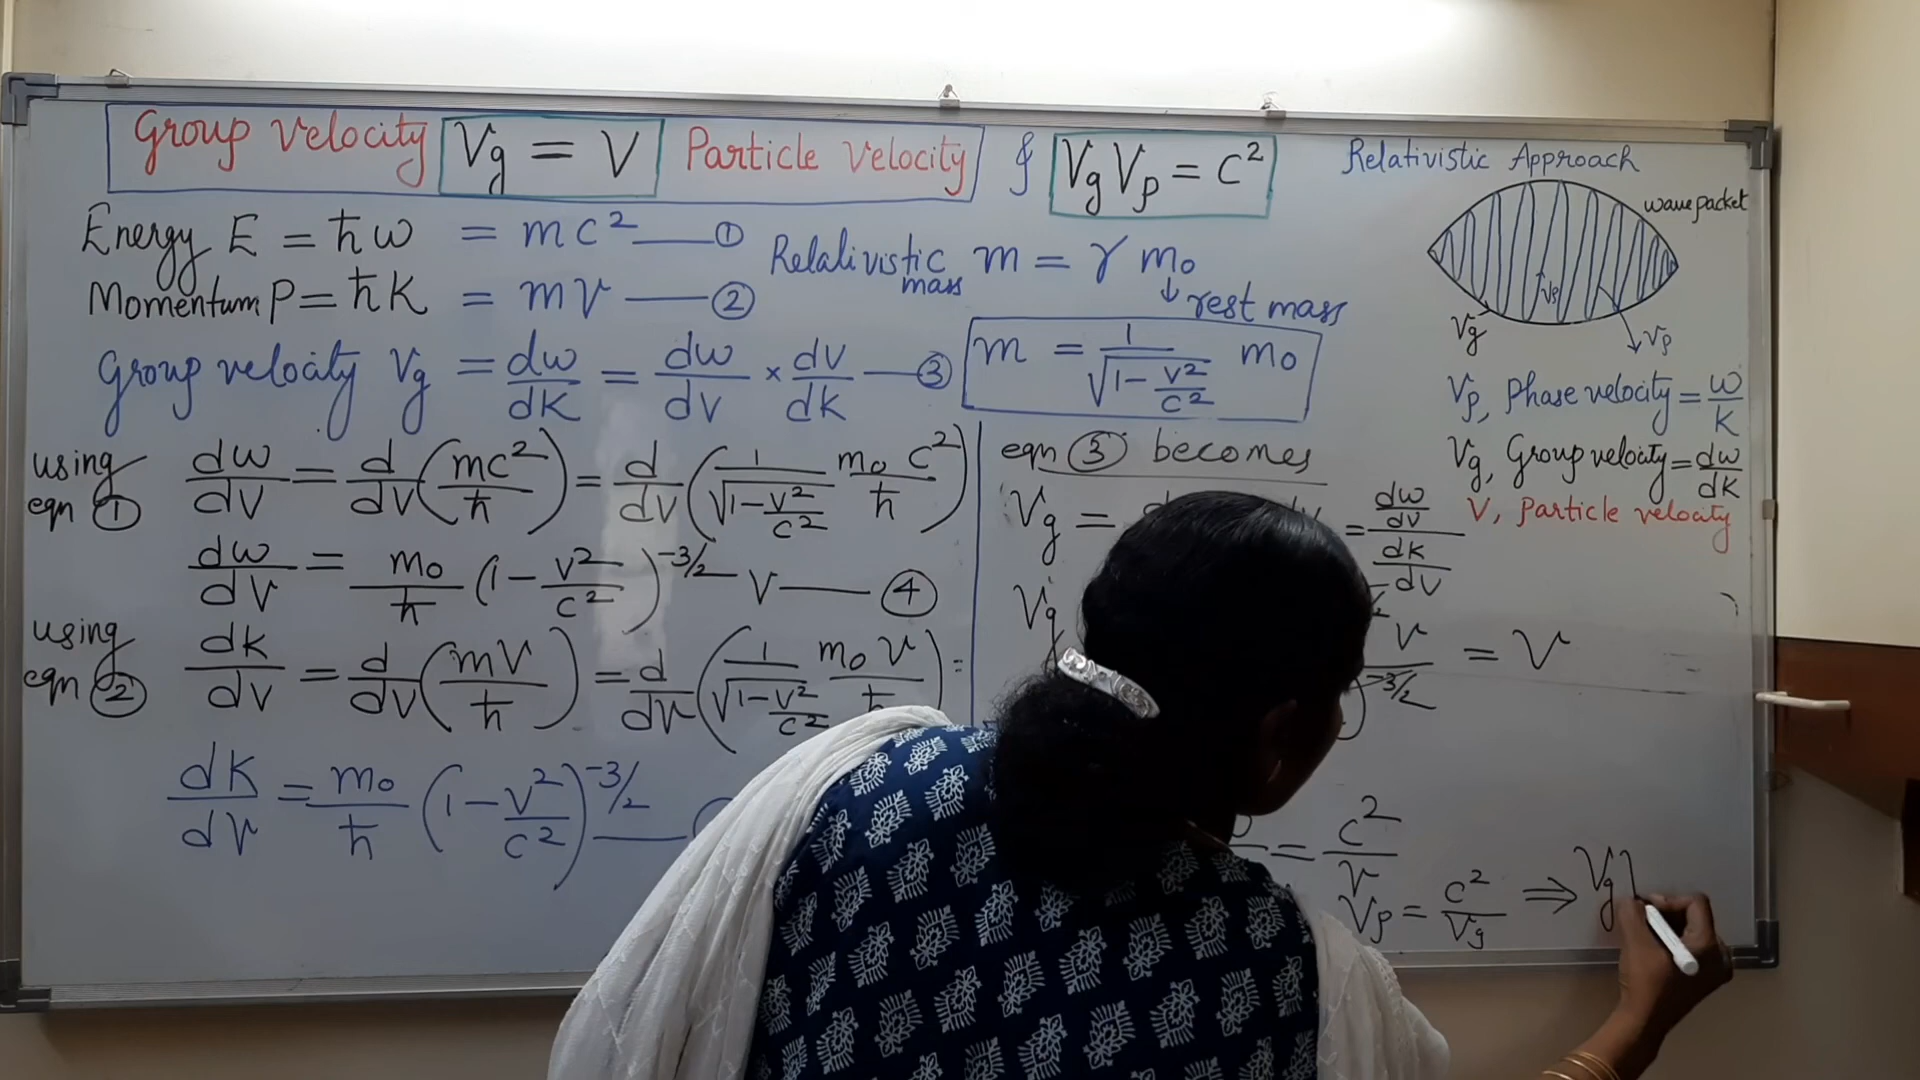 Group velocity Vg = V Particle velocity & VgVp = c²
Relativistic Approach
wave packet
Energy E = ħω = mc² —— ①
Momentum P = ħK = mv —— ②
Relativistic mass m = γ m₀
↓ rest mass
Vp
Vg
Vp
Group velocity Vg = dω/dK = dω/dV × dV/dk —— ③
m = 1/√(1-v²/c²) m₀
Vp, Phase velocity = ω/K
Vg, Group velocity = dω/dK
V, Particle velocity
using eqn ① dω/dV = d/dV (mc²/ħ) = d/dV (1/√(1-v²/c²) m₀c²/ħ)
dω/dV = m₀/ħ (1-v²/c²)^-3/2 V —— ④
using eqn ② dk/dV = d/dV (mV/ħ) = d/dV (1/√(1-v²/c²) m₀V/ħ) =
dK/dV = m₀/ħ (1-v²/c²)^-3/2 ——
eqn ③ becomes
Vg = = dω/dV / dK/dV
Vg
V / -3/2 = V
= c²/V
Vp = c²/Vg ⇒ Vg